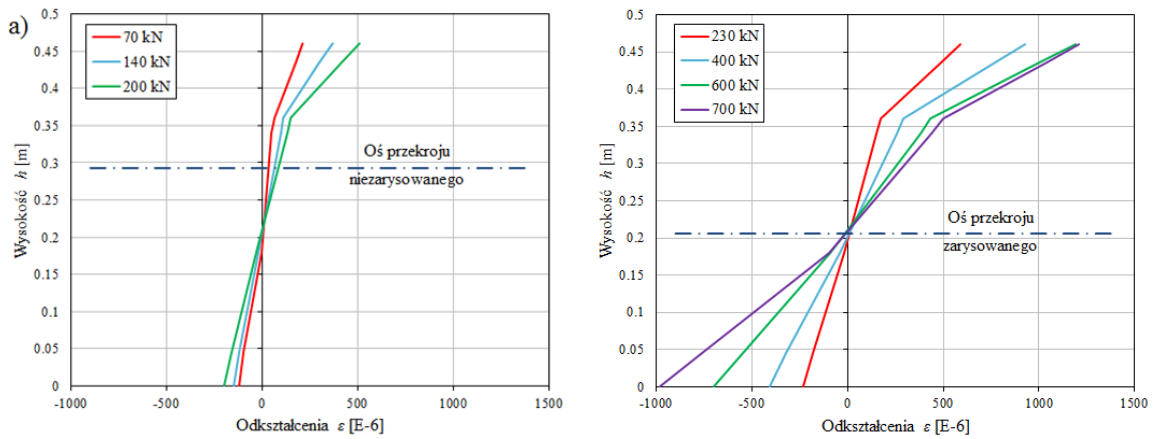 a)
0.5
0.45
0.4
0.35
0.3
0.25
0.2
0.15
0.1
0.05
0
Wysokość h [m]
70 kN
140 kN
200 kN
Oś przekroju
niezarysowanego
-1000
-500
0
500
1000
1500
Odkształcenia ε [E-6]
0.5
0.45
0.4
0.35
0.3
0.25
0.2
0.15
0.1
0.05
0
Wysokość h [m]
230 kN
400 kN
600 kN
700 kN
Oś przekroju
zarysowanego
-1000
-500
0
500
1000
1500
Odkształcenia ε [E-6]